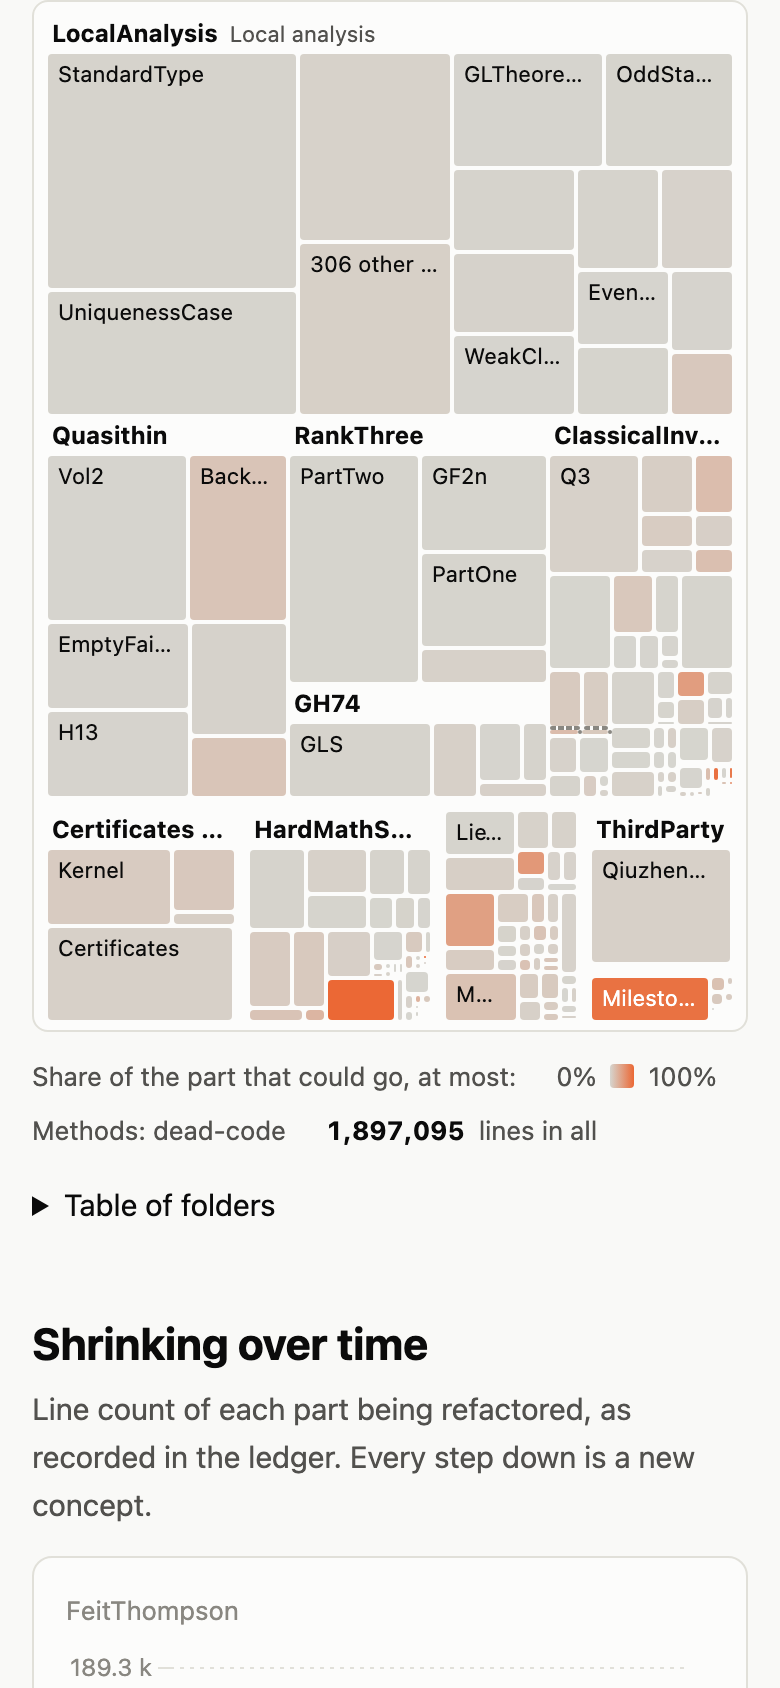 LocalAnalysis Local analysis
StandardType
GLTheore...
OddSta...
306 other ...
UniquenessCase
Even...
WeakCl...
Quasithin
RankThree
ClassicalInv...
Vol2
Back...
PartTwo
GF2n
Q3
PartOne
EmptyFai...
H13
GH74
GLS
Certificates ...
HardMathS...
Lie...
ThirdParty
Kernel
Qiuzhen...
Certificates
M...
Milesto...
Share of the part that could go, at most: 0% 100%
Methods: dead-code 1,897,095 lines in all
Table of folders
Shrinking over time
Line count of each part being refactored, as
recorded in the ledger. Every step down is a new
concept.
FeitThompson
189.3 k